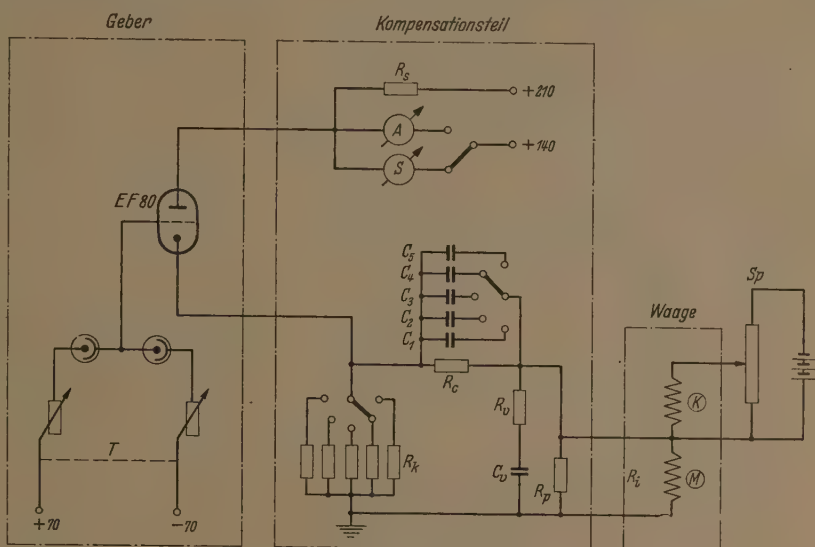 Geber
Kompensationsteil
R_s
+210
A
+140
S
EF 80
C_5
C_4
C_3
C_2
C_1
Sp
Waage
R_c
R_v
K
T
R_k
C_v
R_p
R_i
M
+70
-70